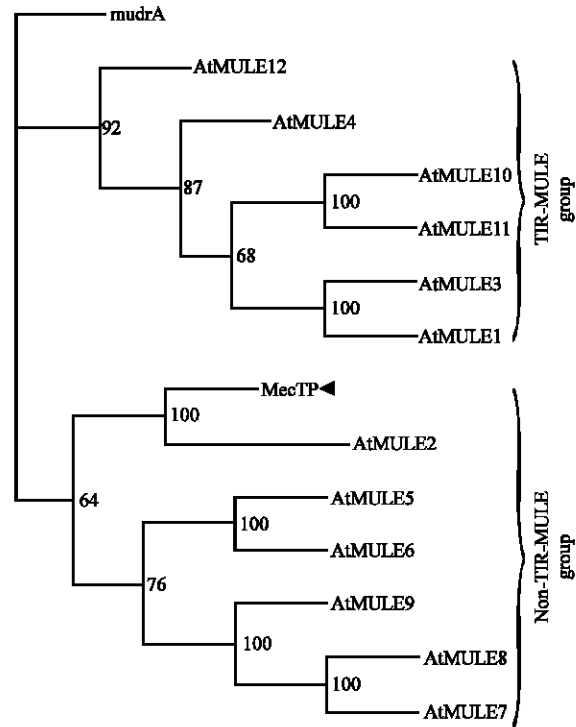 mudrA
AtMULE12
92
AtMULE4
87
AtMULE10
100
AtMULE11
68
AtMULE3
100
AtMULE1
TIR-MULE
group
MecTP
100
AtMULE2
64
AtMULE5
100
AtMULE6
76
AtMULE9
100
AtMULE8
100
AtMULE7
Non-TIR-MULE
group